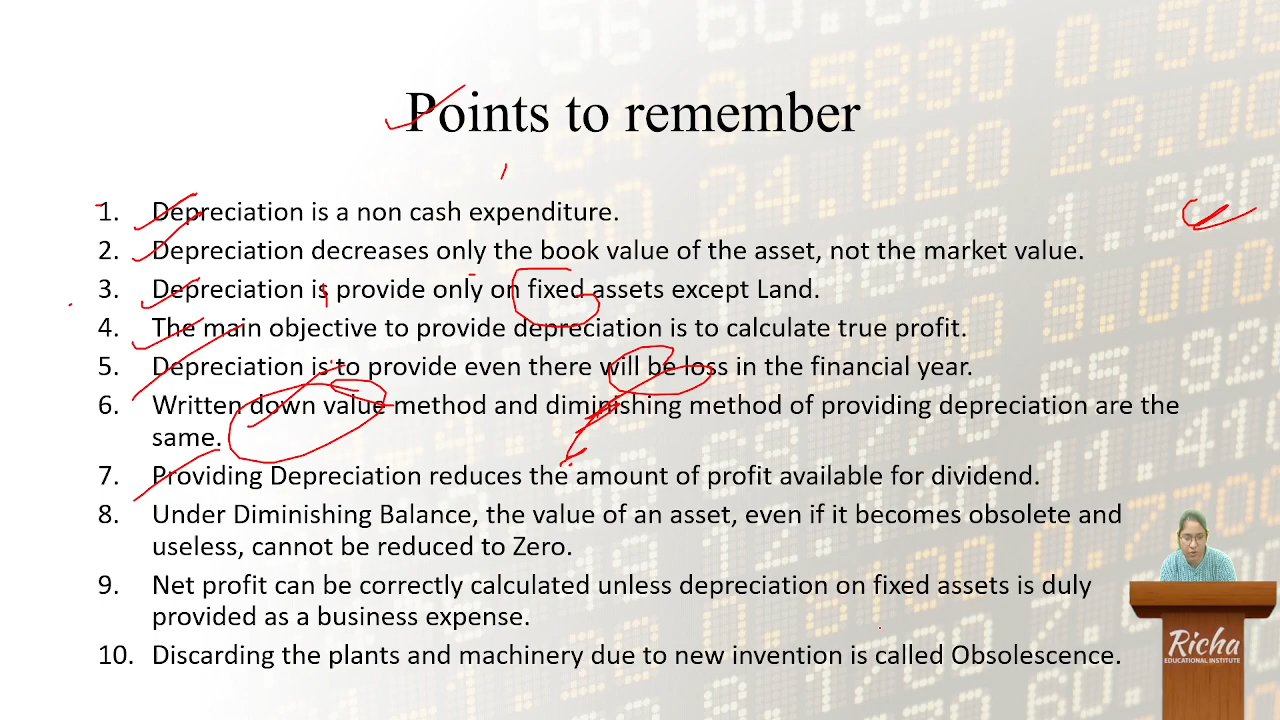 Points to remember
1. Depreciation is a non cash expenditure.
2. Depreciation decreases only the book value of the asset, not the market value.
3. Depreciation is provide only on fixed assets except Land.
4. The main objective to provide depreciation is to calculate true profit.
5. Depreciation is to provide even there will be loss in the financial year.
6. Written down value method and diminishing method of providing depreciation are the
same.
7. Providing Depreciation reduces the amount of profit available for dividend.
8. Under Diminishing Balance, the value of an asset, even if it becomes obsolete and
useless, cannot be reduced to Zero.
9. Net profit can be correctly calculated unless depreciation on fixed assets is duly
provided as a business expense.
10. Discarding the plants and machinery due to new invention is called Obsolescence.
Richa
EDUCATIONAL INSTITUTE